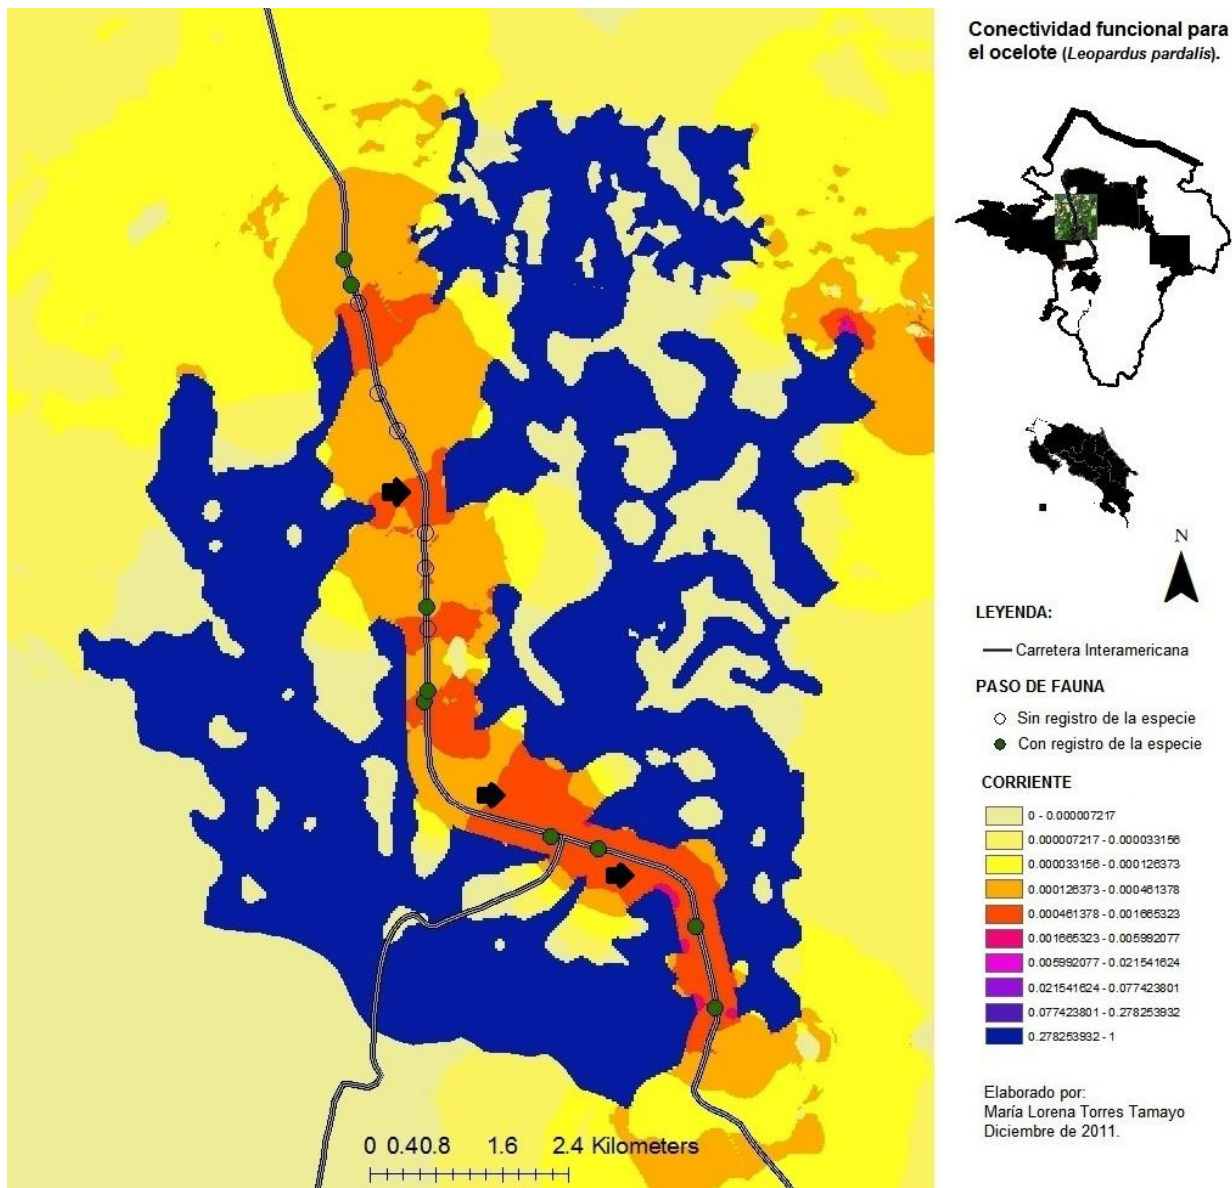 Conectividad funcional para
el ocelote (Leopardus pardalis).
N
LEYENDA:
Carretera Interamericana
PASO DE FAUNA
Sin registro de la especie
Con registro de la especie
CORRIENTE
0 - 0.000007217
0.000007217 - 0.000033156
0.000033156 - 0.000126373
0.000126373 - 0.000461378
0.000461378 - 0.001665323
0.001665323 - 0.005992077
0.005992077 - 0.021541624
0.021541624 - 0.077423801
0.077423801 - 0.278253932
0.278253932 - 1
Elaborado por:
María Lorena Torres Tamayo
Diciembre de 2011.
0 0.40.8 1.6 2.4 Kilometers